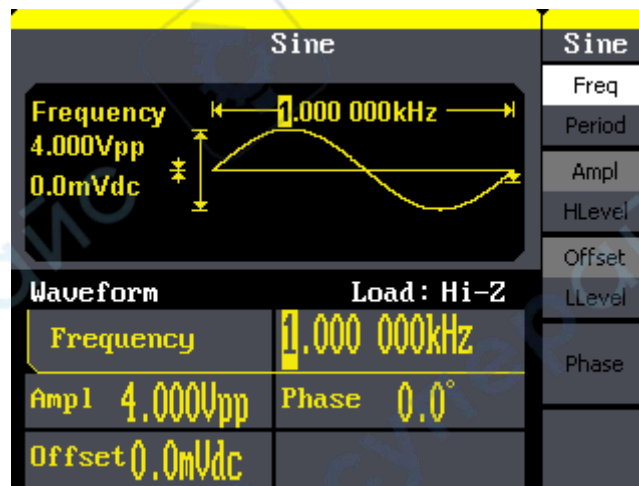 Sine
Sine
Frequency
1.000 000kHz
4.000Vpp
0.0mVdc
Freq
Period
Ampl
HLevel
Offset
LLevel
Phase
Waveform
Load: Hi-Z
Frequency
1.000 000kHz
Ampl 4.000Vpp
Phase 0.0°
Offset 0.0mVdc